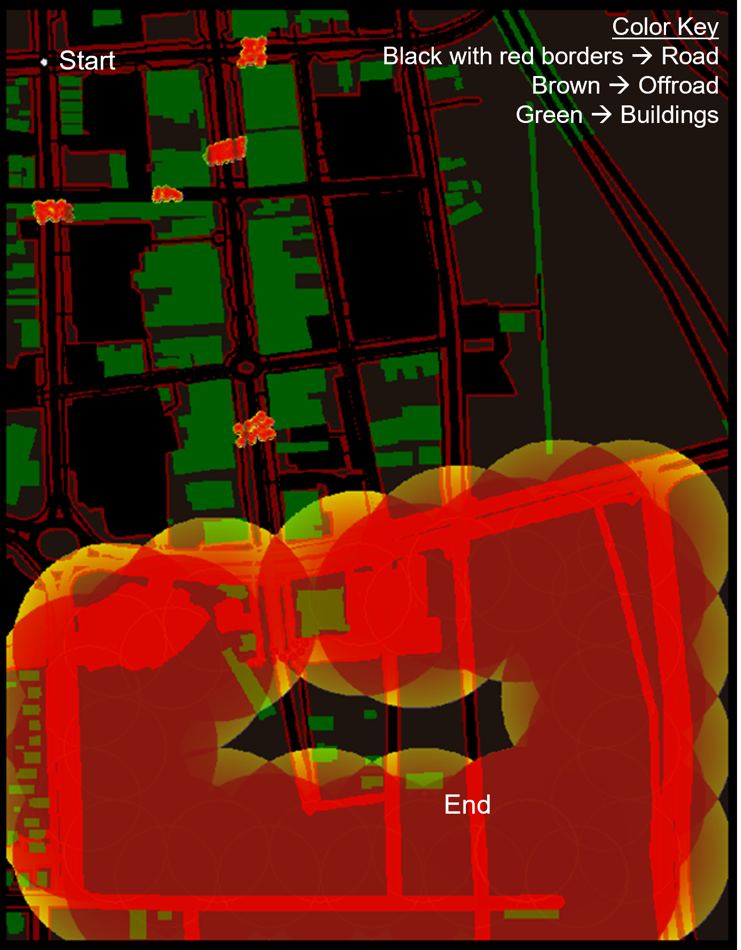 Color Key
Start
Black with red borders → Road
Brown → Offroad
Green → Buildings
End